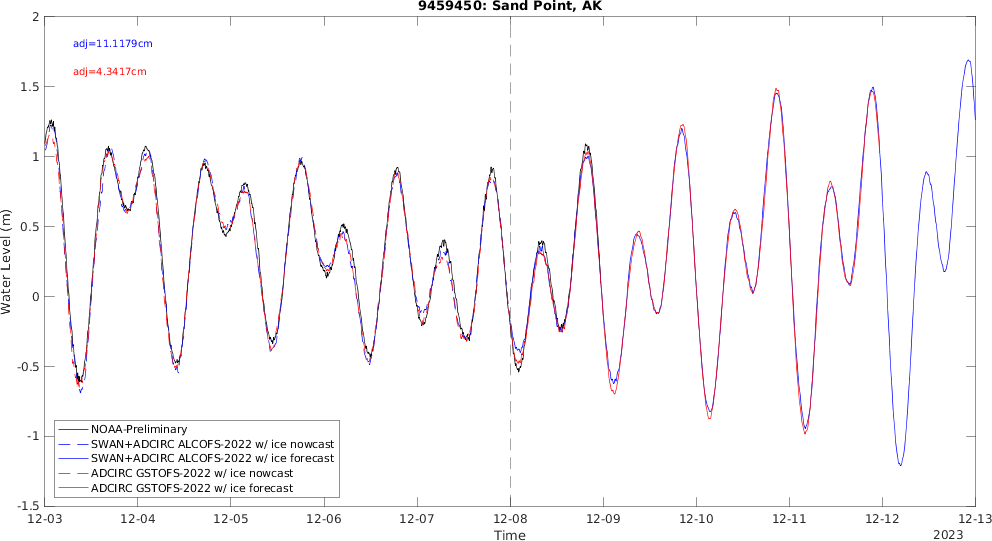 9459450: Sand Point, AK
2
adj=11.1179cm
adj=4.3417cm
1.5
1
0.5
0
-0.5
-1
-1.5
Water Level (m)
NOAA-Preliminary
SWAN+ADCIRC ALCOFS-2022 w/ ice nowcast
SWAN+ADCIRC ALCOFS-2022 w/ ice forecast
ADCIRC GSTOFS-2022 w/ ice nowcast
ADCIRC GSTOFS-2022 w/ ice forecast
12-03 12-04 12-05 12-06 12-07 12-08 12-09 12-10 12-11 12-12 12-13
Time
2023